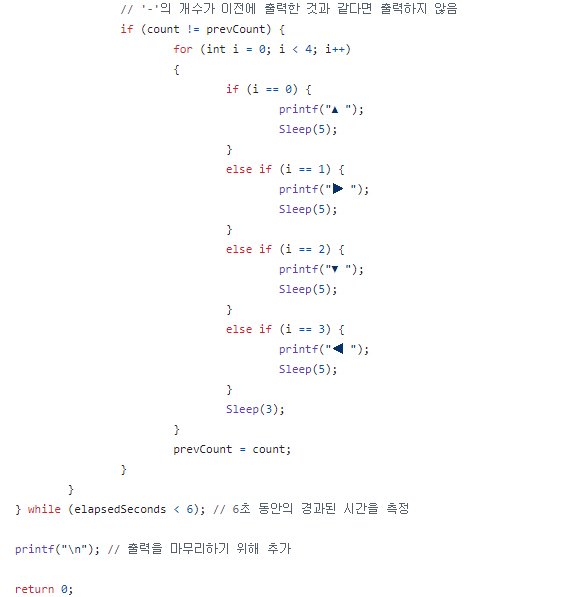 // '-'의 개수가 이전에 출력한 것과 같다면 출력하지 않음
if (count != prevCount) {
for (int i = 0; i < 4; i++)
{
if (i == 0) {
printf("▲ ");
Sleep(5);
}
else if (i == 1) {
printf("▶ ");
Sleep(5);
}
else if (i == 2) {
printf("▼ ");
Sleep(5);
}
else if (i == 3) {
printf("◀ ");
Sleep(5);
}
Sleep(3);
}
prevCount = count;
}
}
} while (elapsedSeconds < 6); // 6초 동안의 경과된 시간을 측정
printf("\n"); // 출력을 마무리하기 위해 추가
return 0;